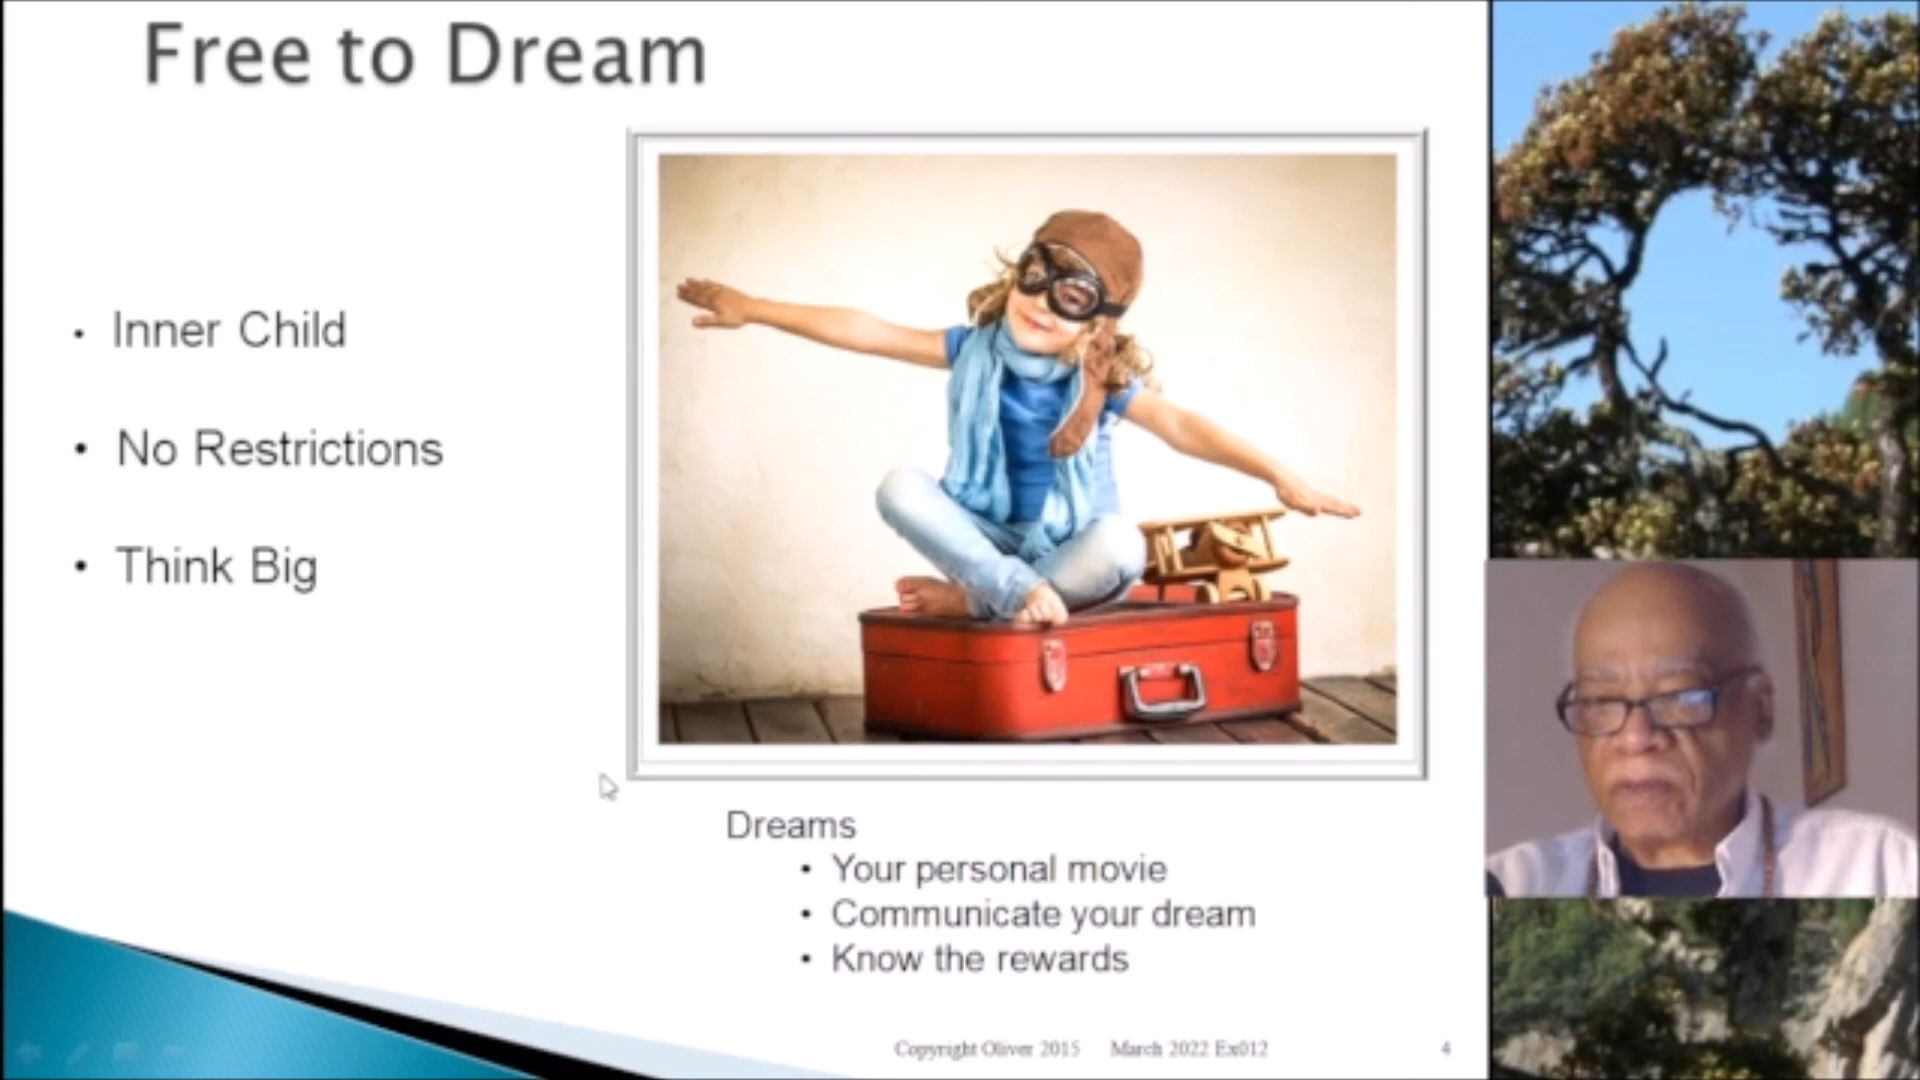 Free to Dream
• Inner Child
• No Restrictions
• Think Big
Dreams
• Your personal movie
• Communicate your dream
• Know the rewards
Copyright Oliver 2015 March 2022 Ex012 4